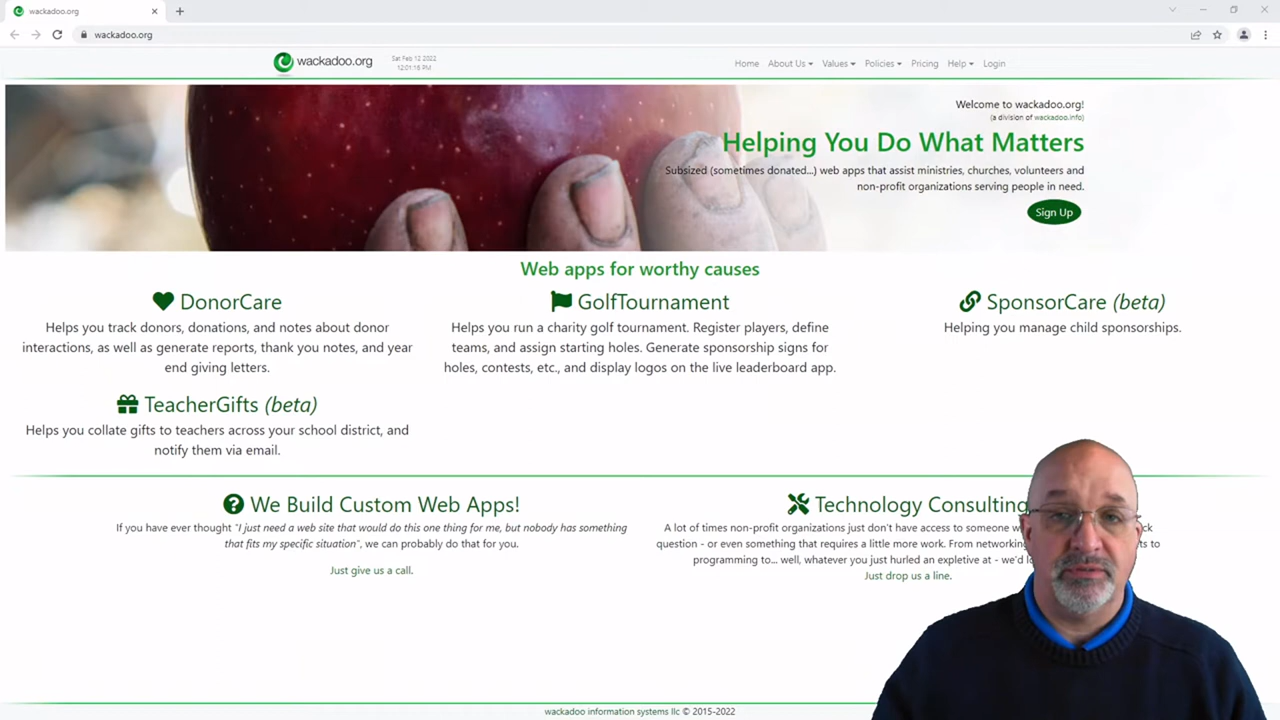 wackadoo.org
wackadoo.org
wackadoo.org
Sat Feb 12 2022
12:01:16 PM
Home About Us Values Policies Pricing Help Login
Welcome to wackadoo.org!
(a division of wackadoo.info)
Helping You Do What Matters
Subsized (sometimes donated...) web apps that assist ministries, churches, volunteers and
non-profit organizations serving people in need.
Sign Up
Web apps for worthy causes
DonorCare
Helps you track donors, donations, and notes about donor
interactions, as well as generate reports, thank you notes, and year
end giving letters.
GolfTournament
Helps you run a charity golf tournament. Register players, define
teams, and assign starting holes. Generate sponsorship signs for
holes, contests, etc., and display logos on the live leaderboard app.
SponsorCare (beta)
Helping you manage child sponsorships.
TeacherGifts (beta)
Helps you collate gifts to teachers across your school district, and
notify them via email.
We Build Custom Web Apps!
If you have ever thought "I just need a web site that would do this one thing for me, but nobody has something
that fits my specific situation", we can probably do that for you.
Just give us a call.
Technology Consulting
A lot of times non-profit organizations just don't have access to someone
question - or even something that requires a little more work. From networking
programming to... well, whatever you just hurled an expletive at - we'd
Just drop us a line.
wackadoo information systems llc © 2015-2022